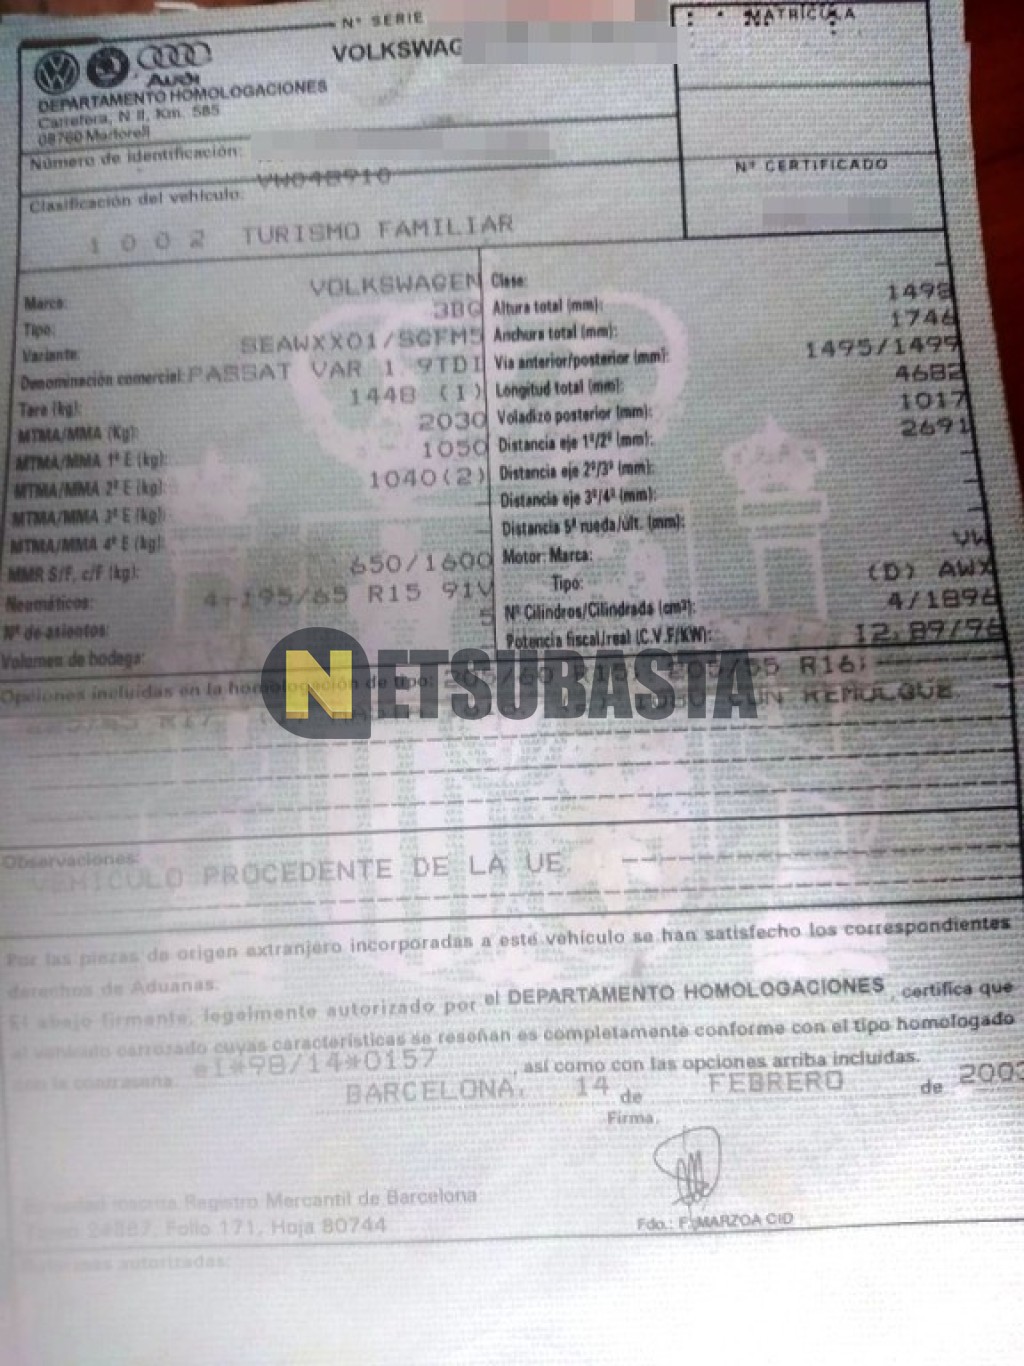 Nº SERIE
VOLKSWAG
MATRÍCULA
Audi
DEPARTAMENTO HOMOLOGACIONES
Carretera, N II, Km. 585
08760 Martorell
Número de identificación:
VW048910
Nº CERTIFICADO
Clasificación del vehículo:
1 0 0 2 TURISMO FAMILIAR
Marca: VOLKSWAGEN
Tipo: 3BG
Variante: SEAWXX01/SGFM5
Denominación comercial: PASSAT VAR 1.9TDI
Tara (kg): 1448 (1)
MTMA/MMA (Kg): 2030
MTMA/MMA 1º E (kg): 1050
MTMA/MMA 2º E (kg): 1040(2)
MTMA/MMA 3º E (kg):
MTMA/MMA 4º E (kg):
MMR S/F, c/F (kg): 650/1600
Neumáticos: 4-195/65 R15 91V
Nº de asientos: 5
Volumen de bodega:
Clase:
Altura total (mm): 1498
Anchura total (mm): 1746
Vía anterior/posterior (mm): 1495/1499
Longitud total (mm): 4682
Voladizo posterior (mm): 1017
Distancia eje 1º/2º (mm): 2691
Distancia eje 2º/3º (mm):
Distancia eje 3º/4º (mm):
Distancia 5ª rueda/últ. (mm):
Motor: Marca: VW
Tipo: (D) AWX
Nº Cilindros/Cilindrada (cm³): 4/1896
Potencia fiscal/real (C.V.F/KW): 12.89/96
Opciones incluidas en la homologación de tipo: 205/60 R15; 205/55 R16;
UN REMOLQUE
NETSUBASTA
Observaciones:
VEHICULO PROCEDENTE DE LA UE
Por las piezas de origen extranjero incorporadas a este vehículo se han satisfecho los correspondientes
derechos de Aduanas.
El abajo firmante, legalmente autorizado por el DEPARTAMENTO HOMOLOGACIONES, certifica que
el vehículo carrozado cuyas características se reseñan es completamente conforme con el tipo homologado
con la contraseña e1*98/14*0157, así como con las opciones arriba incluidas.
BARCELONA, 14 de FEBRERO de 2003
Firma,
Sociedad inscrita Registro Mercantil de Barcelona
Folio 171, Hoja 80744
Fdo.: F. MARZOA CID